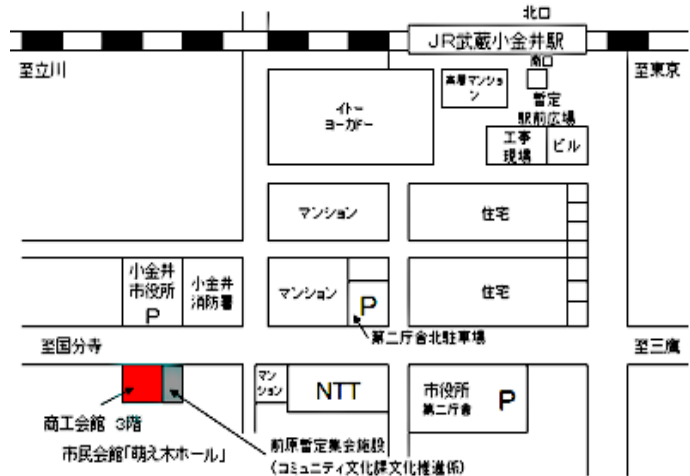 北口
JR武蔵小金井駅
至立川
南口
至東京
高層マンショ
ン
暫定
駅前広場
イトー
ヨーカドー
工事
現場
ビル
マンション
住宅
小金井
市役所
P
小金井
消防署
マンション
P
住宅
第二庁舎北駐車場
至国分寺
至三鷹
マン
ション
NTT
市役所
第二庁舎
P
商工会館 3階
市民会館「萌え木ホール」
前原暫定集会施設
(コミュニティ文化課文化推進係)